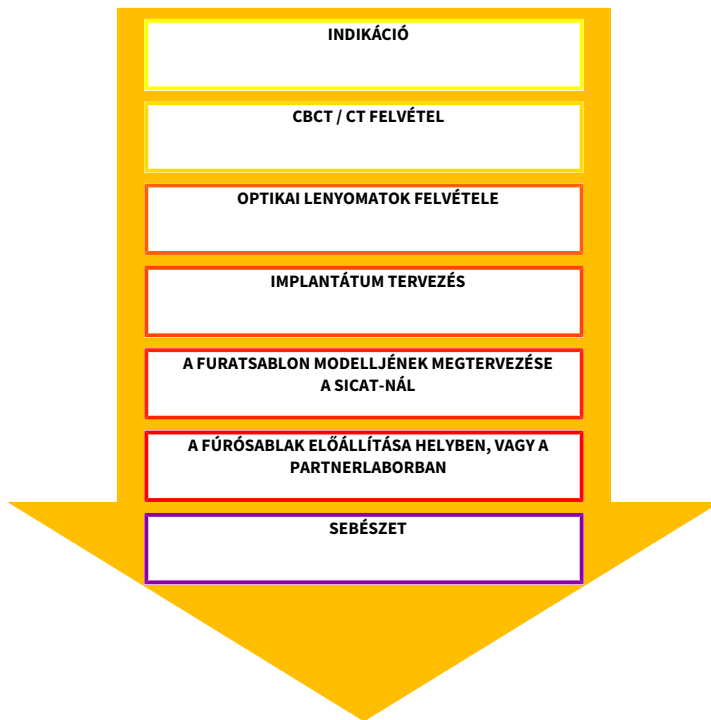 INDIKÁCIÓ
CBCT / CT FELVÉTEL
OPTIKAI LENYOMATOK FELVÉTELE
IMPLANTÁTUM TERVEZÉS
A FURATSABLON MODELLJÉNEK MEGTERVEZÉSE
A SICAT-NÁL
A FÚRÓSABLAK ELŐÁLLÍTÁSA HELYBEN, VAGY A
PARTNERLABORBAN
SEBÉSZET